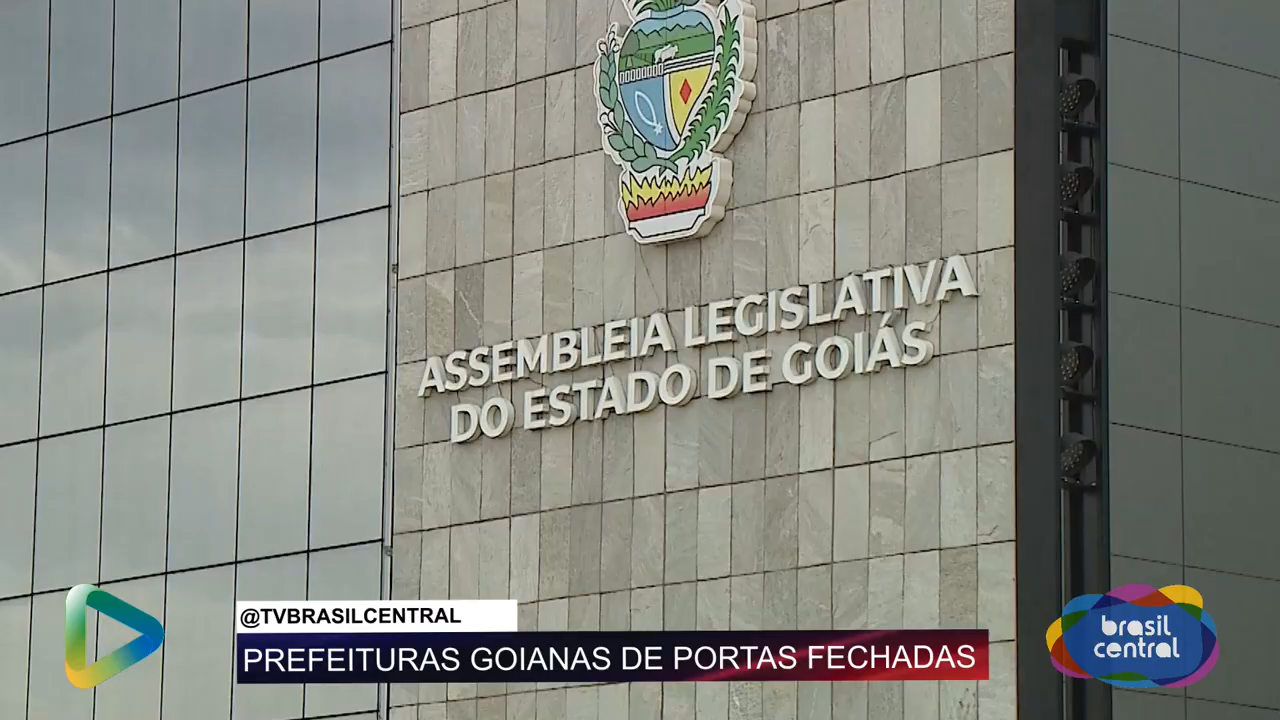 ASSEMBLEIA LEGISLATIVA
DO ESTADO DE GOIÁS
@TVBRASILCENTRAL
PREFEITURAS GOIANAS DE PORTAS FECHADAS
brasil
central